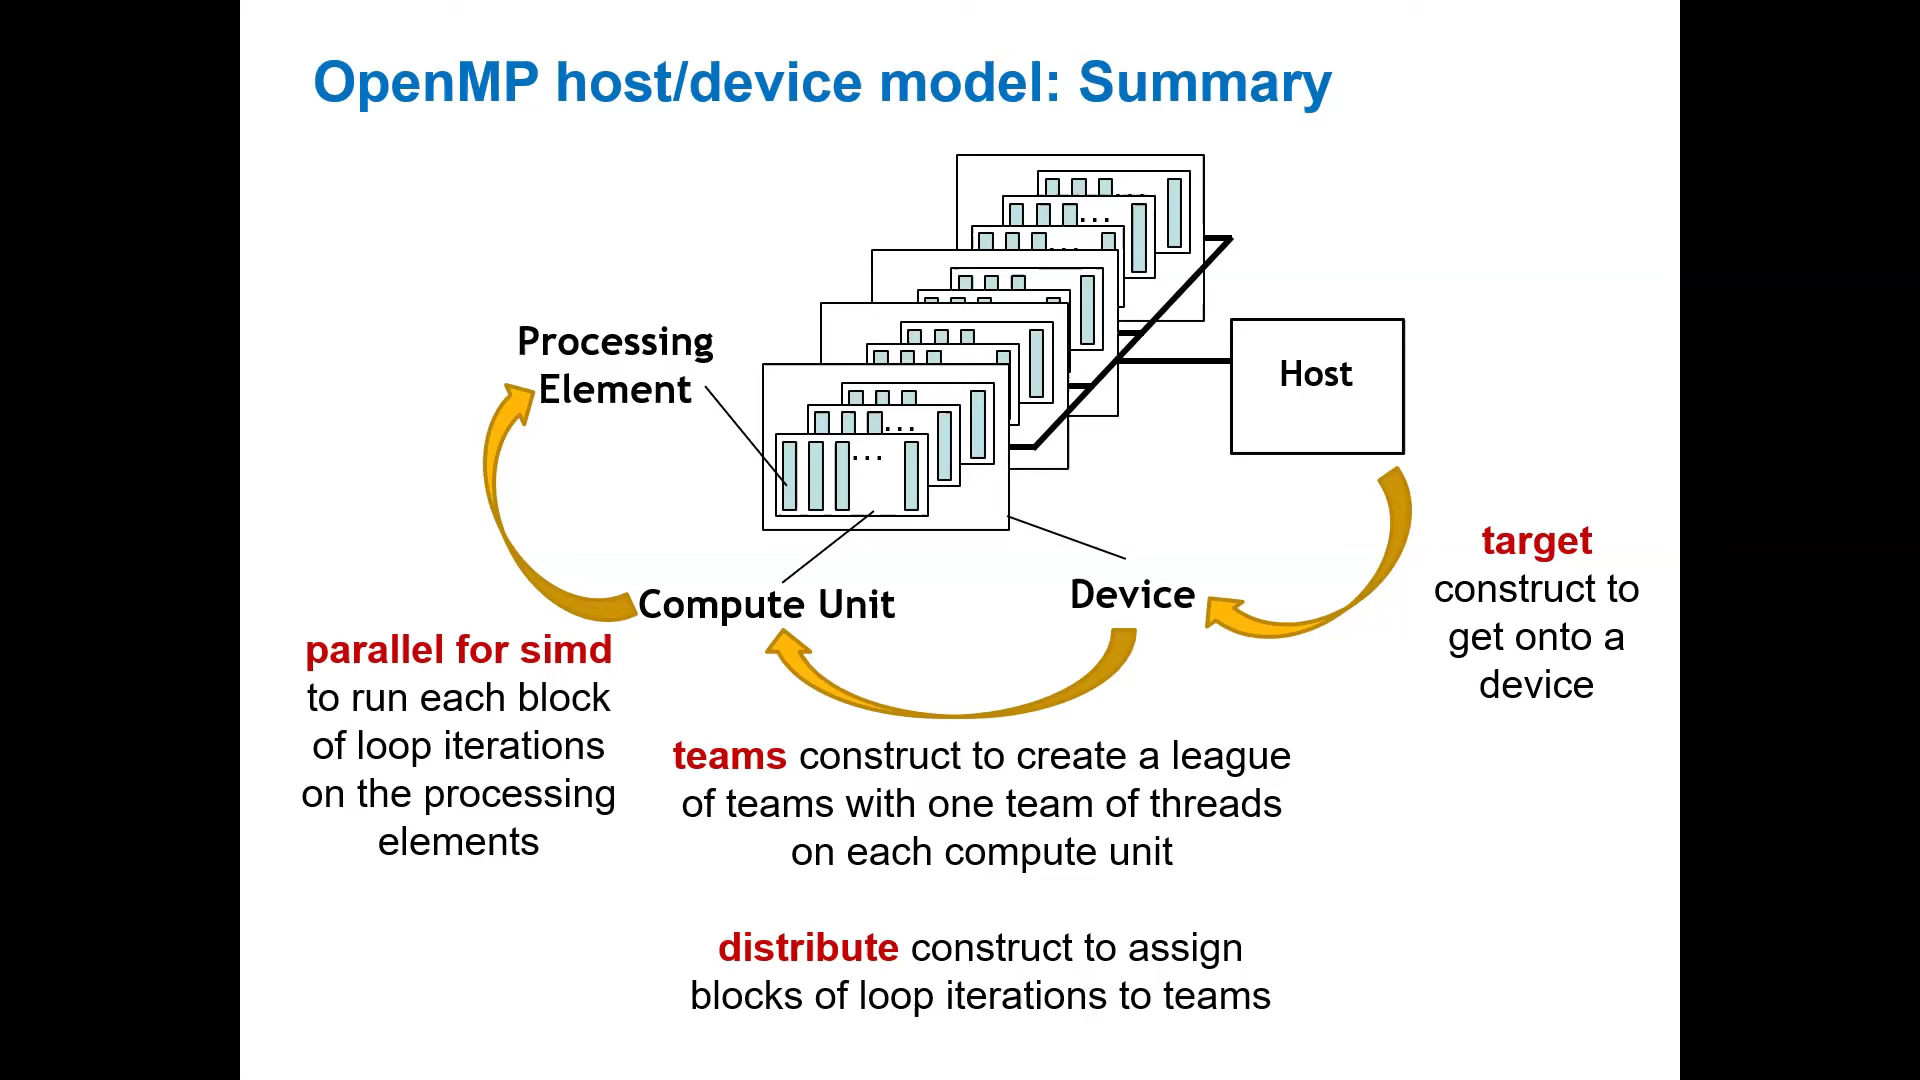 OpenMP host/device model: Summary
Processing
Element
Host
Compute Unit
Device
target
construct to
get onto a
device
parallel for simd
to run each block
of loop iterations
on the processing
elements
teams construct to create a league
of teams with one team of threads
on each compute unit
distribute construct to assign
blocks of loop iterations to teams